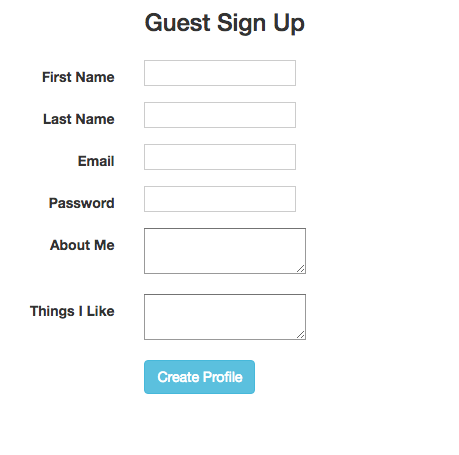 Guest Sign Up
First Name
Last Name
Email
Password
About Me
Things I Like
Create Profile